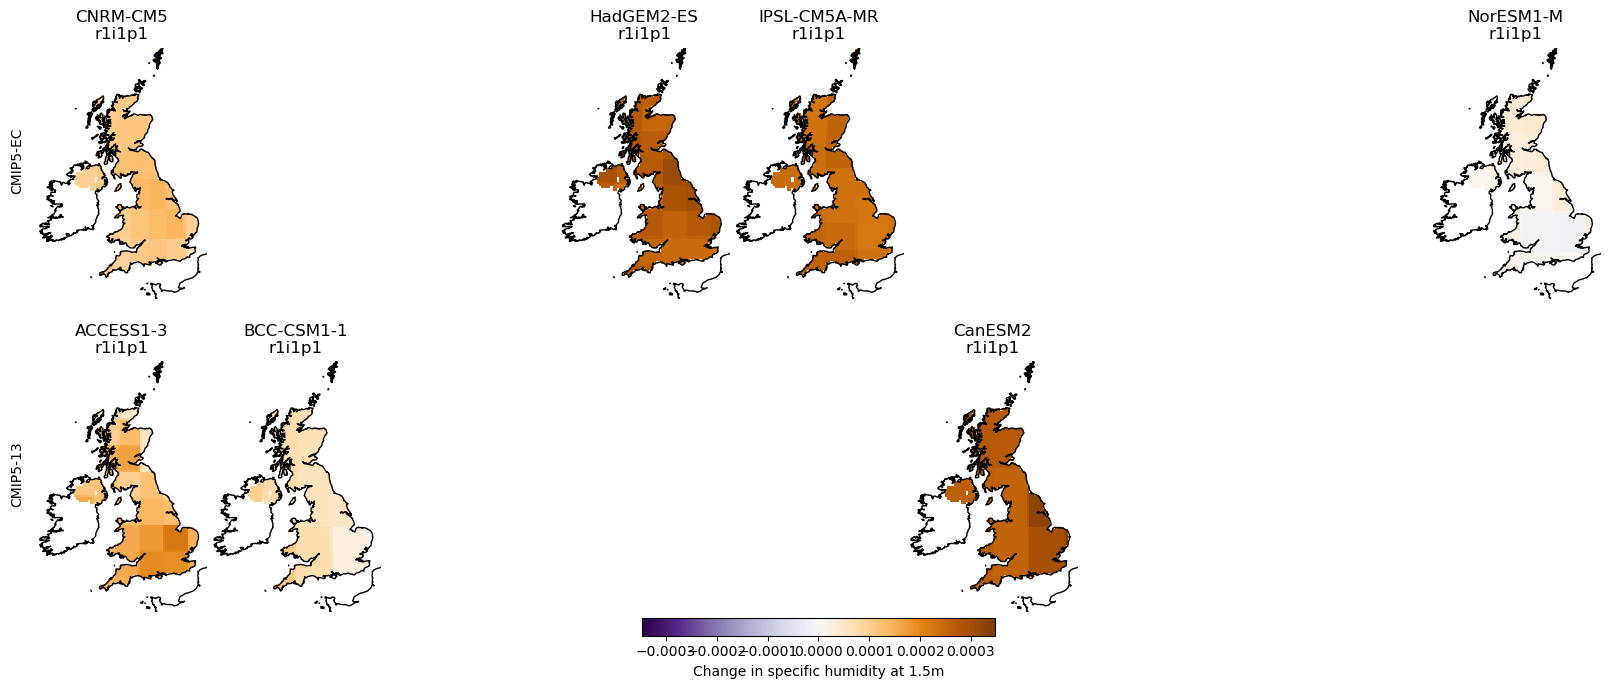 CNRM-CM5
r1i1p1
HadGEM2-ES
r1i1p1
IPSL-CM5A-MR
r1i1p1
NorESM1-M
r1i1p1
CMIP5-EC
ACCESS1-3
r1i1p1
BCC-CSM1-1
r1i1p1
CanESM2
r1i1p1
CMIP5-13
−0.0003 −0.0002 −0.0001 0.0000 0.0001 0.0002 0.0003
Change in specific humidity at 1.5m